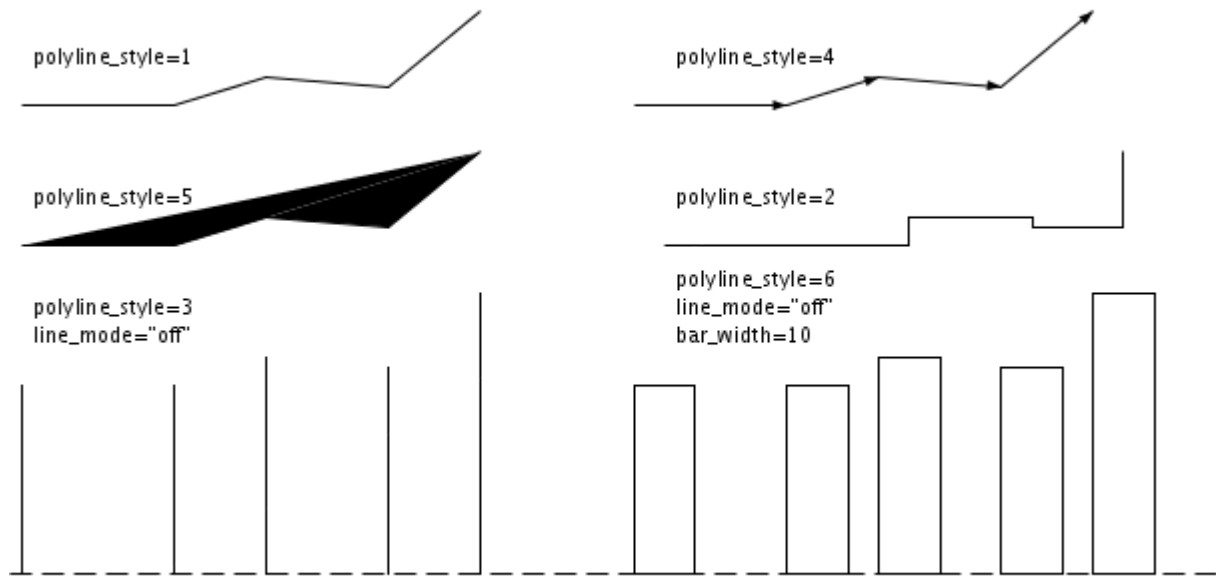 polyline_style=1
polyline_style=4
polyline_style=5
polyline_style=2
polyline_style=3
line_mode="off"
polyline_style=6
line_mode="off"
bar_width=10